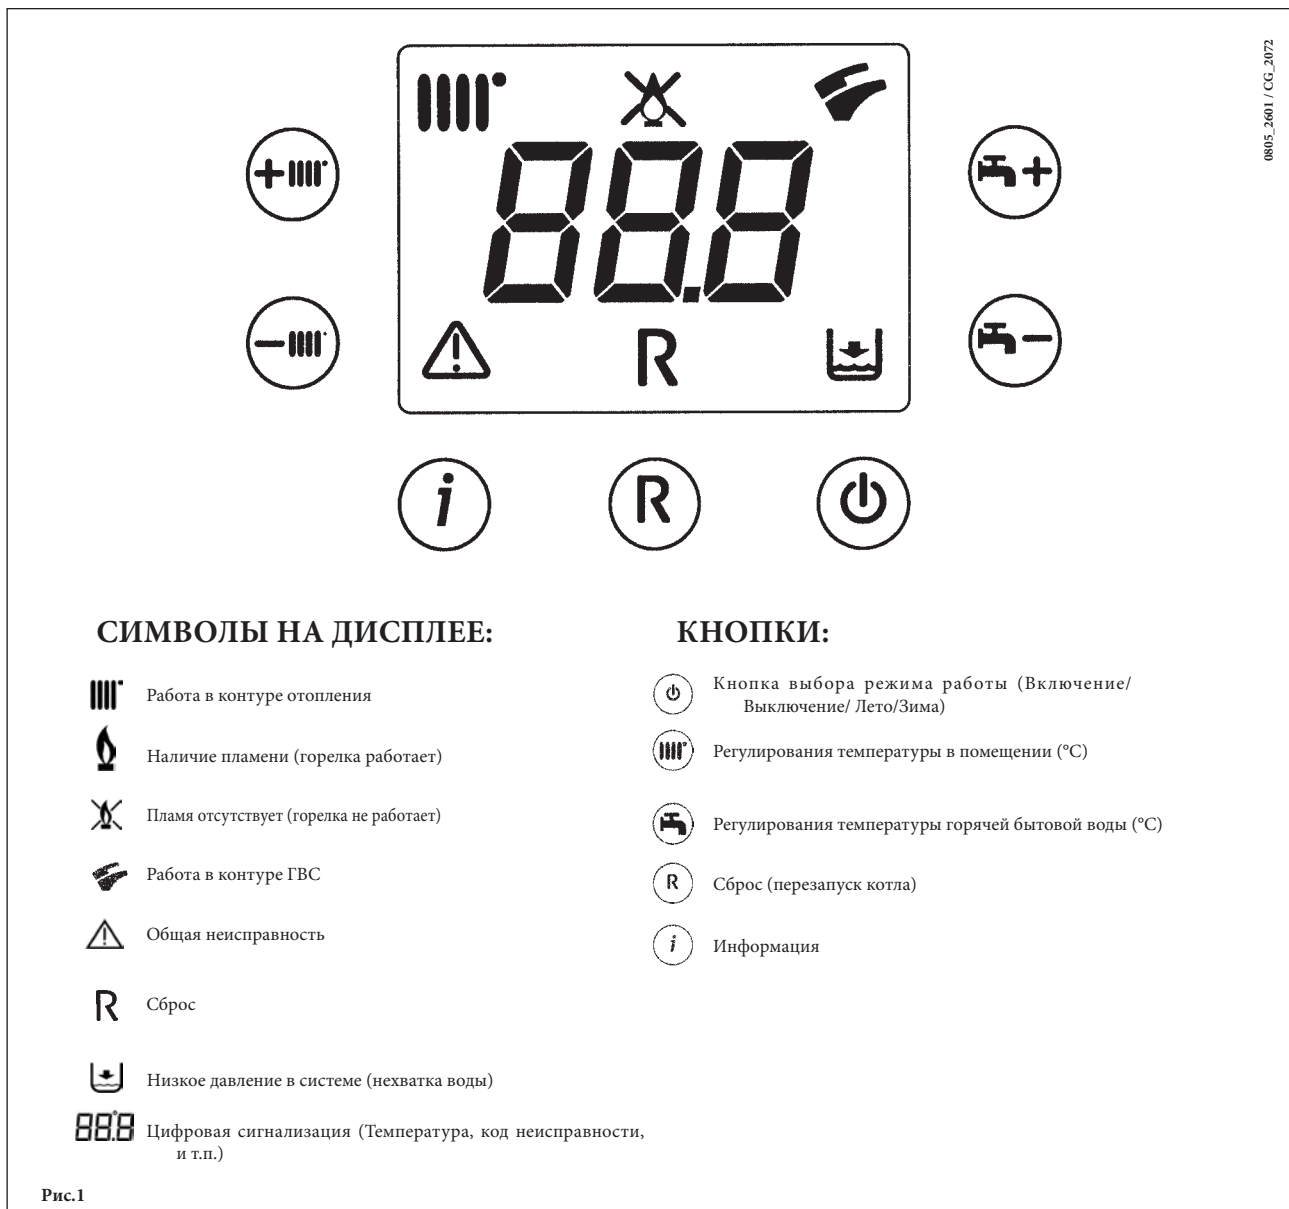 0805_2601 / CG_2072
88.8
R
i
R
СИМВОЛЫ НА ДИСПЛЕЕ:
Работа в контуре отопления
Наличие пламени (горелка работает)
Пламя отсутствует (горелка не работает)
Работа в контуре ГВС
Общая неисправность
R
Сброс
Низкое давление в системе (нехватка воды)
88.8
Цифровая сигнализация (Температура, код неисправности,
и т.п.)
КНОПКИ:
Кнопка выбора режима работы (Включение/
Выключение/ Лето/Зима)
Регулирования температуры в помещении (°C)
Регулирования температуры горячей бытовой воды (°C)
R
Сброс (перезапуск котла)
i
Информация
Рис.1